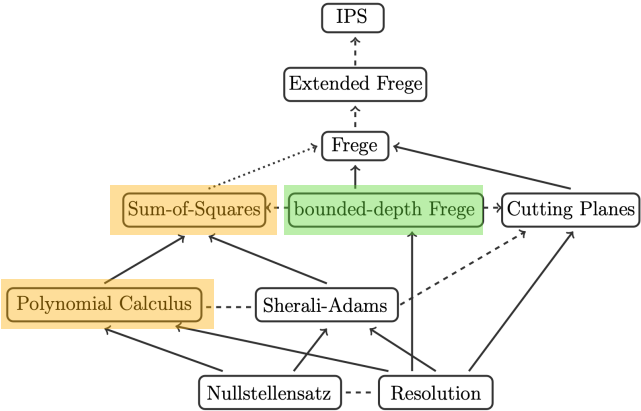 IPS
Extended Frege
Frege
Sum-of-Squares
bounded-depth Frege
Cutting Planes
Polynomial Calculus
Sherali-Adams
Nullstellensatz
Resolution